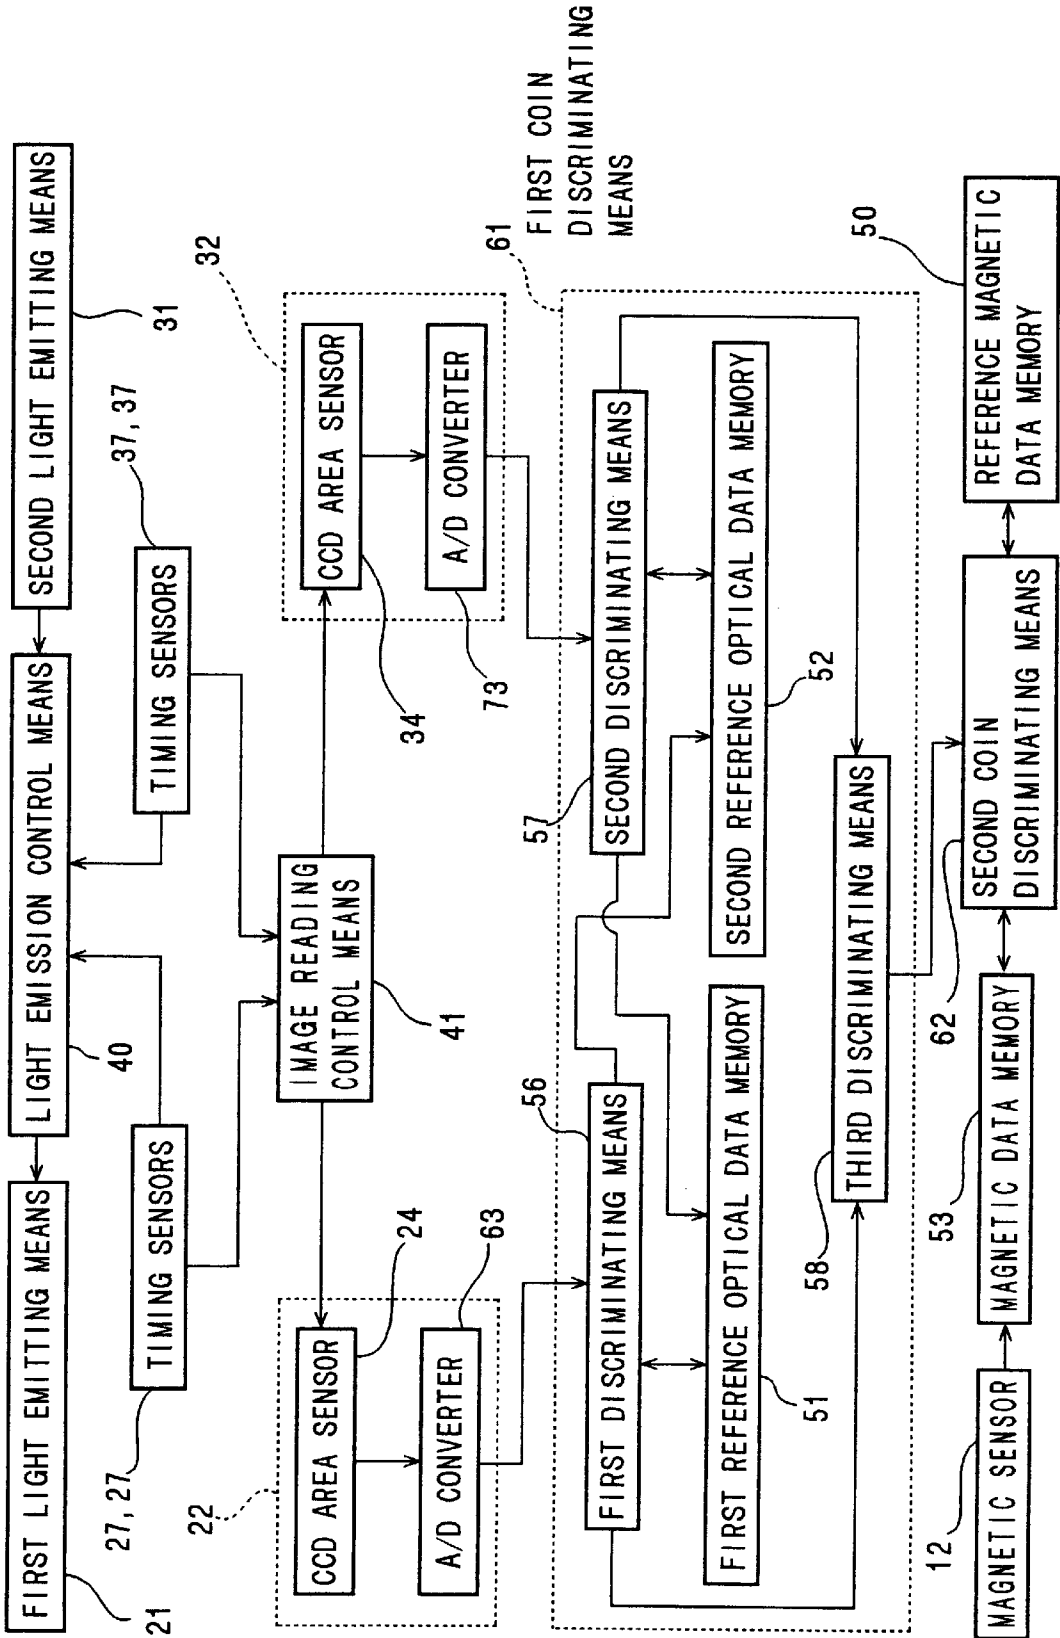 FIRST LIGHT EMITTING MEANS
21
LIGHT EMISSION CONTROL MEANS
40
SECOND LIGHT EMITTING MEANS
31
TIMING SENSORS
27, 27
TIMING SENSORS
37, 37
22
CCD AREA SENSOR
24
A/D CONVERTER
63
IMAGE READING
CONTROL MEANS
41
32
CCD AREA SENSOR
34
A/D CONVERTER
73
61
FIRST COIN
DISCRIMINATING
MEANS
FIRST DISCRIMINATING MEANS
56
SECOND DISCRIMINATING MEANS
57
FIRST REFERENCE OPTICAL DATA MEMORY
51
SECOND REFERENCE OPTICAL DATA MEMORY
52
THIRD DISCRIMINATING MEANS
58
MAGNETIC SENSOR
12
MAGNETIC DATA MEMORY
53
SECOND COIN
DISCRIMINATING MEANS
62
REFERENCE MAGNETIC
DATA MEMORY
50